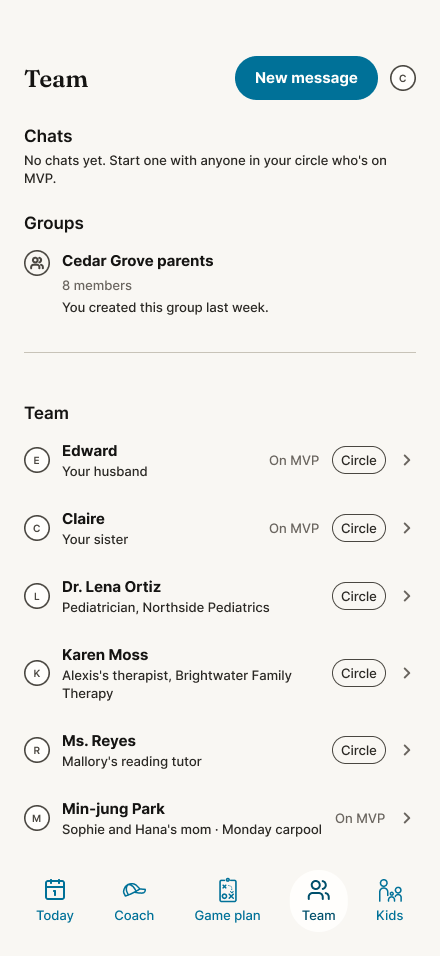 Team
New message
C
Chats
No chats yet. Start one with anyone in your circle who's on
MVP.
Groups
Cedar Grove parents
8 members
You created this group last week.
Team
E
Edward
Your husband
On MVP
Circle
C
Claire
Your sister
On MVP
Circle
L
Dr. Lena Ortiz
Pediatrician, Northside Pediatrics
Circle
K
Karen Moss
Alexis's therapist, Brightwater Family
Therapy
Circle
R
Ms. Reyes
Mallory's reading tutor
Circle
M
Min-jung Park
Sophie and Hana's mom · Monday carpool
On MVP
1
Today
Coach
Game plan
Team
Kids